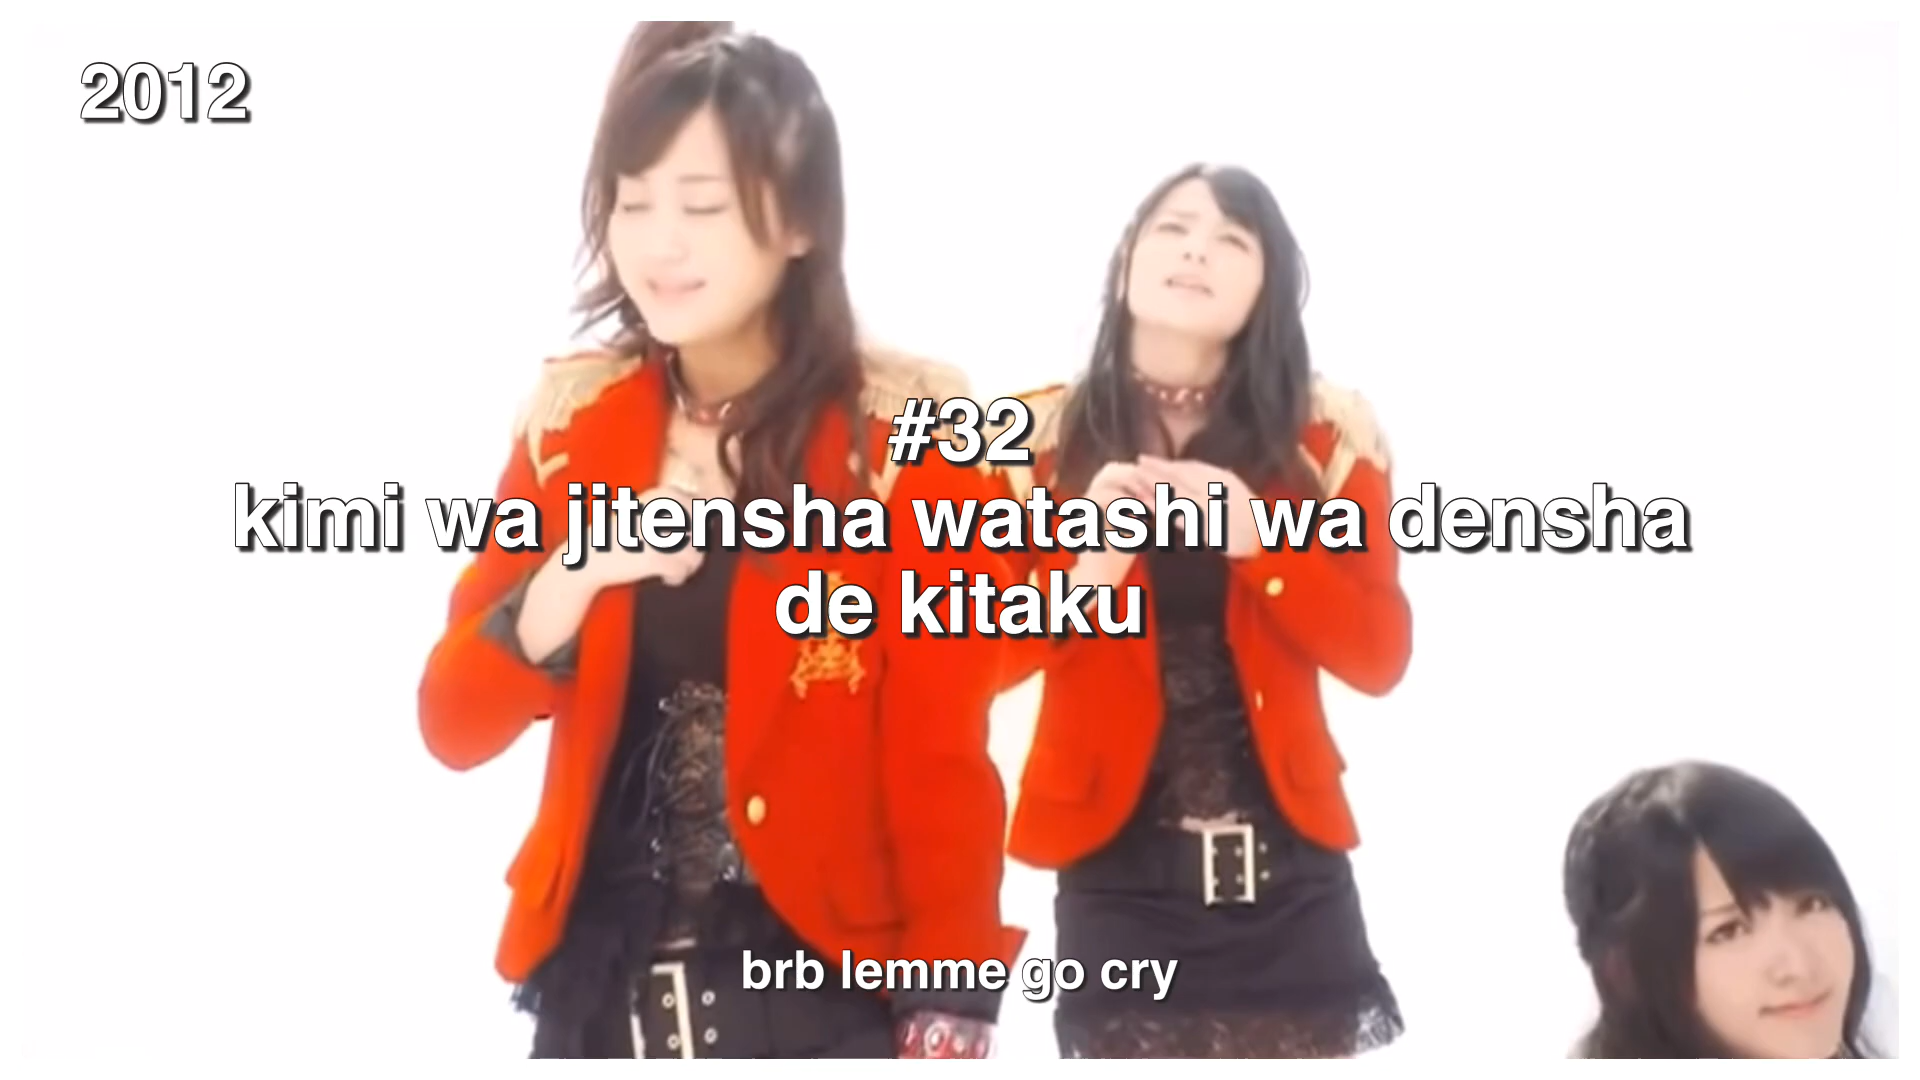 2012
#32
kimi wa jitensha watashi wa densha
de kitaku
brb lemme go cry